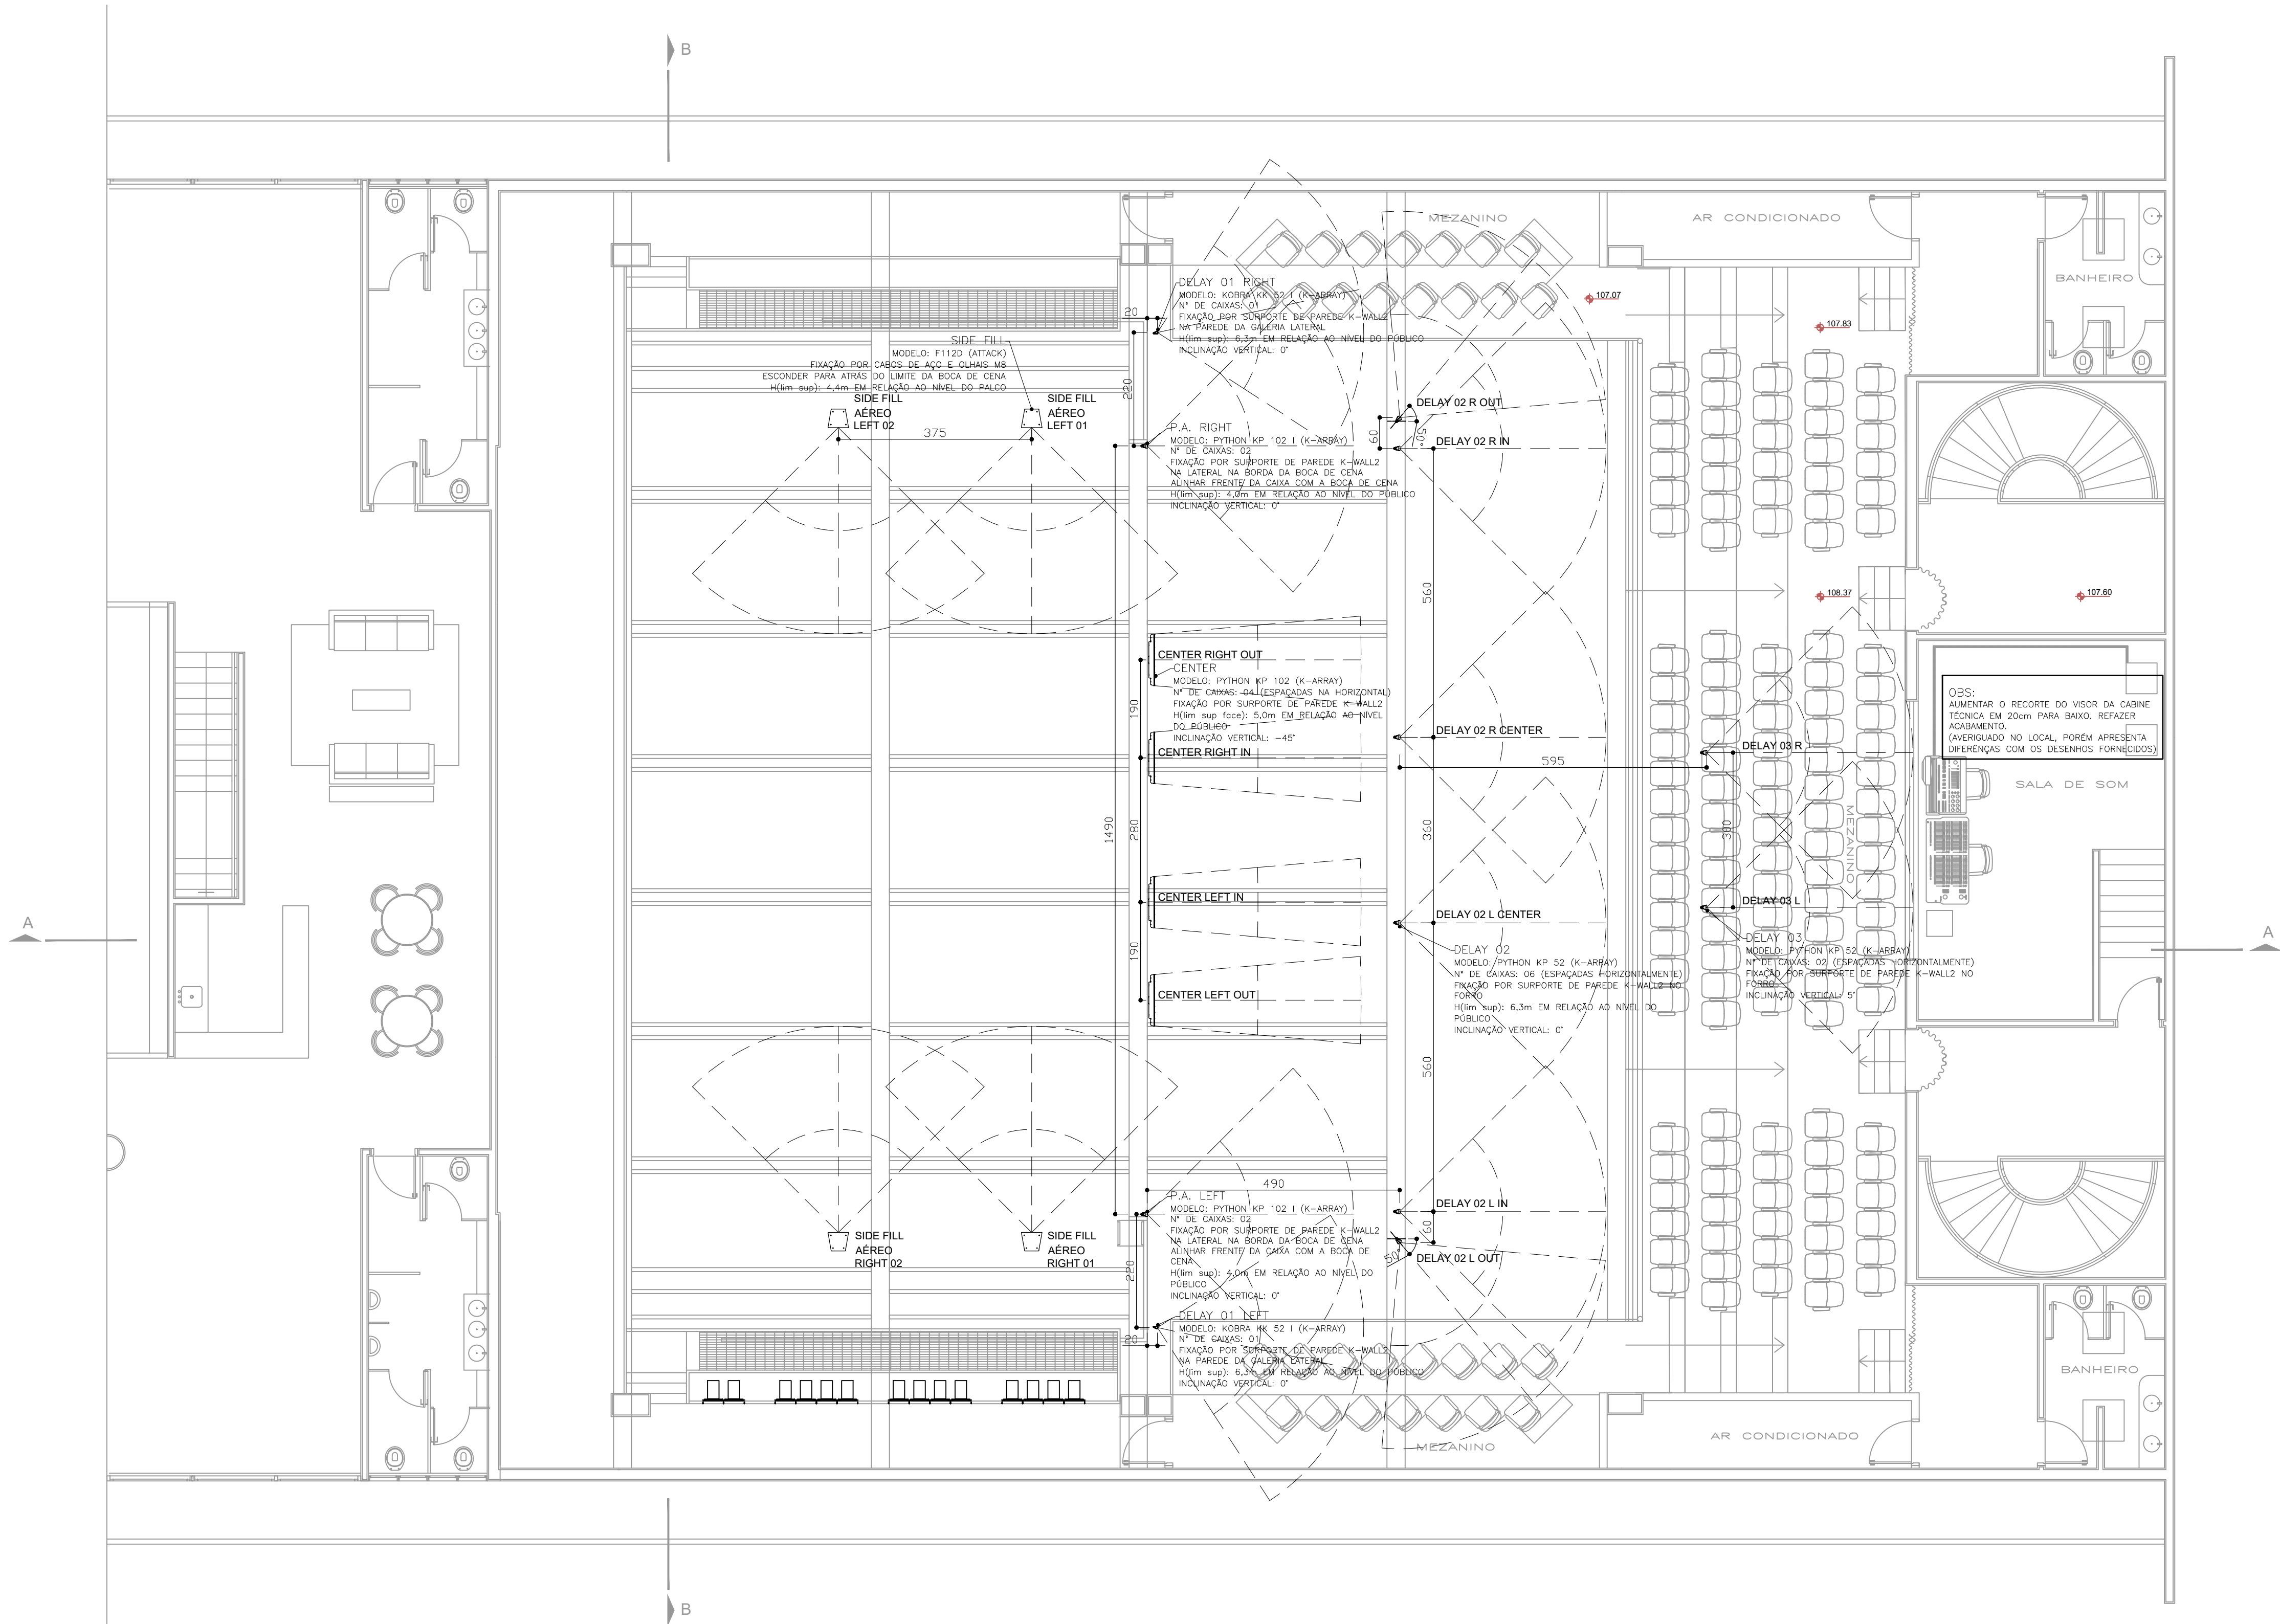 B
MEZANINO
AR CONDICIONADO
BANHEIRO
107.07
107.83
DELAY 01 RIGHT
MODELO: KOBRA KK 52 I (K-ARRAY)
N° DE CAIXAS: 01
FIXAÇÃO POR SURPORTE DE PAREDE K-WALL2
NA PAREDE DA GALERIA LATERAL
H(lim sup): 6,3m EM RELAÇÃO AO NÍVEL DO PÚBLICO
INCLINAÇÃO VERTICAL: 0°
20
220
SIDE FILL
MODELO: F112D (ATTACK)
FIXAÇÃO POR CABOS DE AÇO E OLHAIS M8
ESCONDER PARA ATRÁS DO LIMITE DA BOCA DE CENA
H(lim sup): 4,4m EM RELAÇÃO AO NÍVEL DO PALCO
SIDE FILL
AÉREO
LEFT 02
SIDE FILL
AÉREO
LEFT 01
375
P.A. RIGHT
MODELO: PYTHON KP 102 I (K-ARRAY)
N° DE CAIXAS: 02
FIXAÇÃO POR SURPORTE DE PAREDE K-WALL2
NA LATERAL NA BORDA DA BOCA DE CENA
ALINHAR FRENTE DA CAIXA COM A BOCA DE CENA
H(lim sup): 4,0m EM RELAÇÃO AO NÍVEL DO PÚBLICO
INCLINAÇÃO VERTICAL: 0°
DELAY 02 R OUT
60
50°
DELAY 02 R IN
560
108.37
107.60
CENTER RIGHT OUT
CENTER
MODELO: PYTHON KP 102 (K-ARRAY)
N° DE CAIXAS: 04 (ESPAÇADAS NA HORIZONTAL)
FIXAÇÃO POR SURPORTE DE PAREDE K-WALL2
H(lim sup face): 5,0m EM RELAÇÃO AO NÍVEL
DO PÚBLICO
INCLINAÇÃO VERTICAL: -45°
CENTER RIGHT IN
190
DELAY 02 R CENTER
595
DELAY 03 R
OBS:
AUMENTAR O RECORTE DO VISOR DA CABINE
TÉCNICA EM 20cm PARA BAIXO. REFAZER
ACABAMENTO.
(AVERIGUADO NO LOCAL, PORÉM APRESENTA
DIFERÊNÇAS COM OS DESENHOS FORNECIDOS)
SALA DE SOM
1490
280
360
300
MEZANINO
CENTER LEFT IN
DELAY 02 L CENTER
DELAY 03 L
A
A
190
CENTER LEFT OUT
DELAY 02
MODELO: PYTHON KP 52 (K-ARRAY)
N° DE CAIXAS: 06 (ESPAÇADAS HORIZONTALMENTE)
FIXAÇÃO POR SURPORTE DE PAREDE K-WALL2 NO
FORRO
H(lim sup): 6,3m EM RELAÇÃO AO NÍVEL DO
PÚBLICO
INCLINAÇÃO VERTICAL: 0°
DELAY 03
MODELO: PYTHON KP 52 (K-ARRAY)
N° DE CAIXAS: 02 (ESPAÇADAS HORIZONTALMENTE)
FIXAÇÃO POR SURPORTE DE PAREDE K-WALL2 NO
FORRO
INCLINAÇÃO VERTICAL: 5°
560
490
P.A. LEFT
MODELO: PYTHON KP 102 I (K-ARRAY)
N° DE CAIXAS: 02
FIXAÇÃO POR SURPORTE DE PAREDE K-WALL2
NA LATERAL NA BORDA DA BOCA DE CENA
ALINHAR FRENTE DA CAIXA COM A BOCA DE
CENA
H(lim sup): 4,0m EM RELAÇÃO AO NÍVEL DO
PÚBLICO
INCLINAÇÃO VERTICAL: 0°
DELAY 02 L IN
60
50°
DELAY 02 L OUT
SIDE FILL
AÉREO
RIGHT 02
SIDE FILL
AÉREO
RIGHT 01
220
20
DELAY 01 LEFT
MODELO: KOBRA KK 52 I (K-ARRAY)
N° DE CAIXAS: 01
FIXAÇÃO POR SURPORTE DE PAREDE K-WALL2
NA PAREDE DA GALERIA LATERAL
H(lim sup): 6,3m EM RELAÇÃO AO NÍVEL DO PÚBLICO
INCLINAÇÃO VERTICAL: 0°
BANHEIRO
MEZANINO
AR CONDICIONADO
B